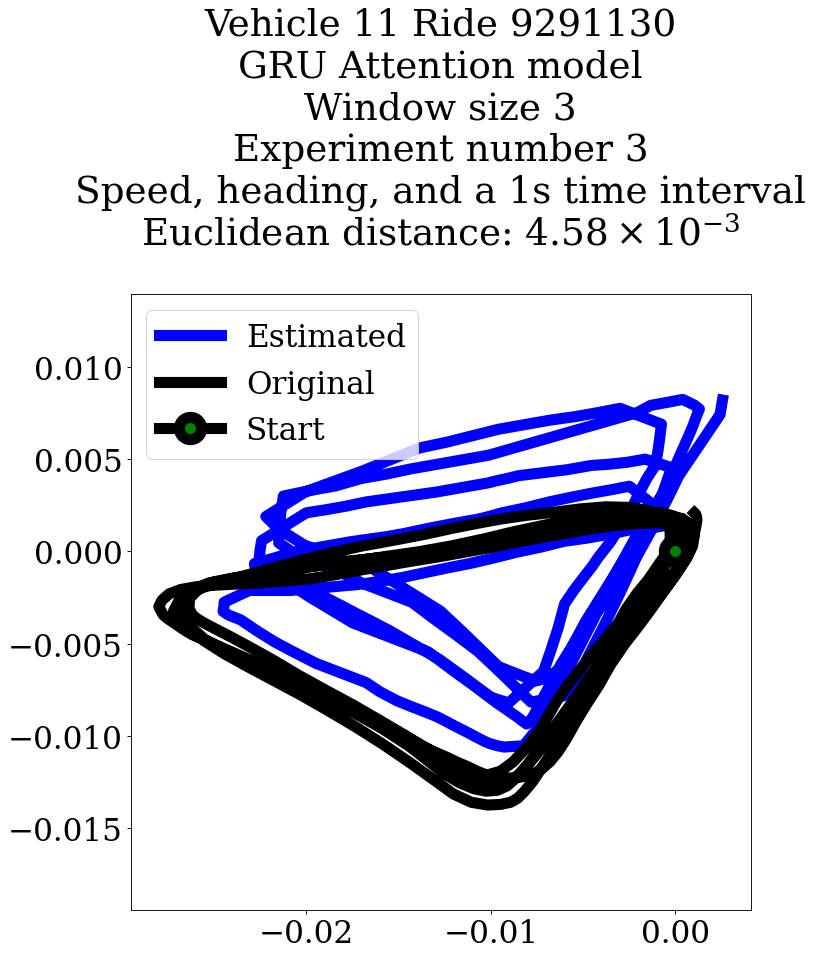 Vehicle 11 Ride 9291130
GRU Attention model
Window size 3
Experiment number 3
Speed, heading, and a 1s time interval
Euclidean distance: 4.58 × 10⁻³
Estimated
Original
Start
0.010
0.005
0.000
−0.005
−0.010
−0.015
−0.02 −0.01 0.00